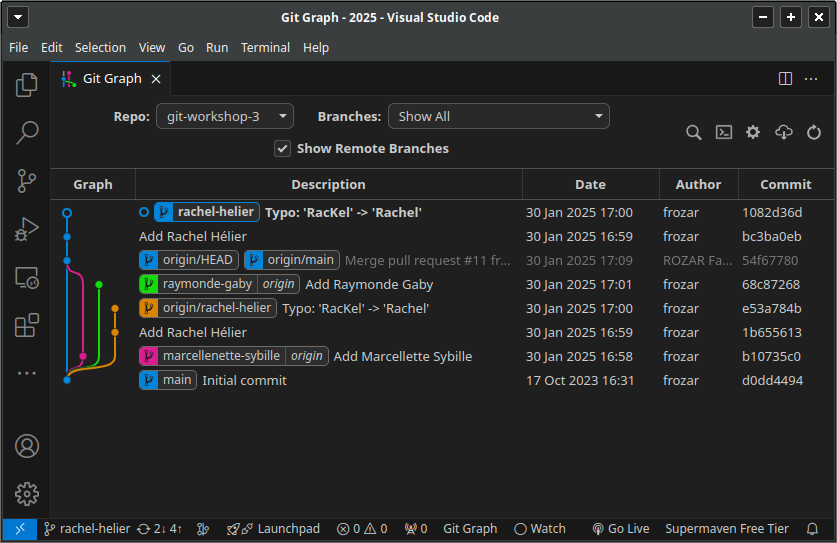 Git Graph - 2025 - Visual Studio Code
File Edit Selection View Go Run Terminal Help
Git Graph
Repo: git-workshop-3 Branches: Show All
Show Remote Branches
Graph Description Date Author Commit
rachel-helier Typo: 'RacKel' -> 'Rachel' 30 Jan 2025 17:00 frozar 1082d36d
Add Rachel Hélier 30 Jan 2025 16:59 frozar bc3ba0eb
origin/HEAD origin/main Merge pull request #11 fr... 30 Jan 2025 17:09 ROZAR Fa... 54f67780
raymonde-gaby origin Add Raymonde Gaby 30 Jan 2025 17:01 frozar 68c87268
origin/rachel-helier Typo: 'RacKel' -> 'Rachel' 30 Jan 2025 17:00 frozar e53a784b
Add Rachel Hélier 30 Jan 2025 16:59 frozar 1b655613
marcellenette-sybille origin Add Marcellette Sybille 30 Jan 2025 16:58 frozar b10735c0
main Initial commit 17 Oct 2023 16:31 frozar d0dd4494
rachel-helier 2↓ 4↑ Launchpad 0 0 0 Git Graph Watch Go Live Supermaven Free Tier